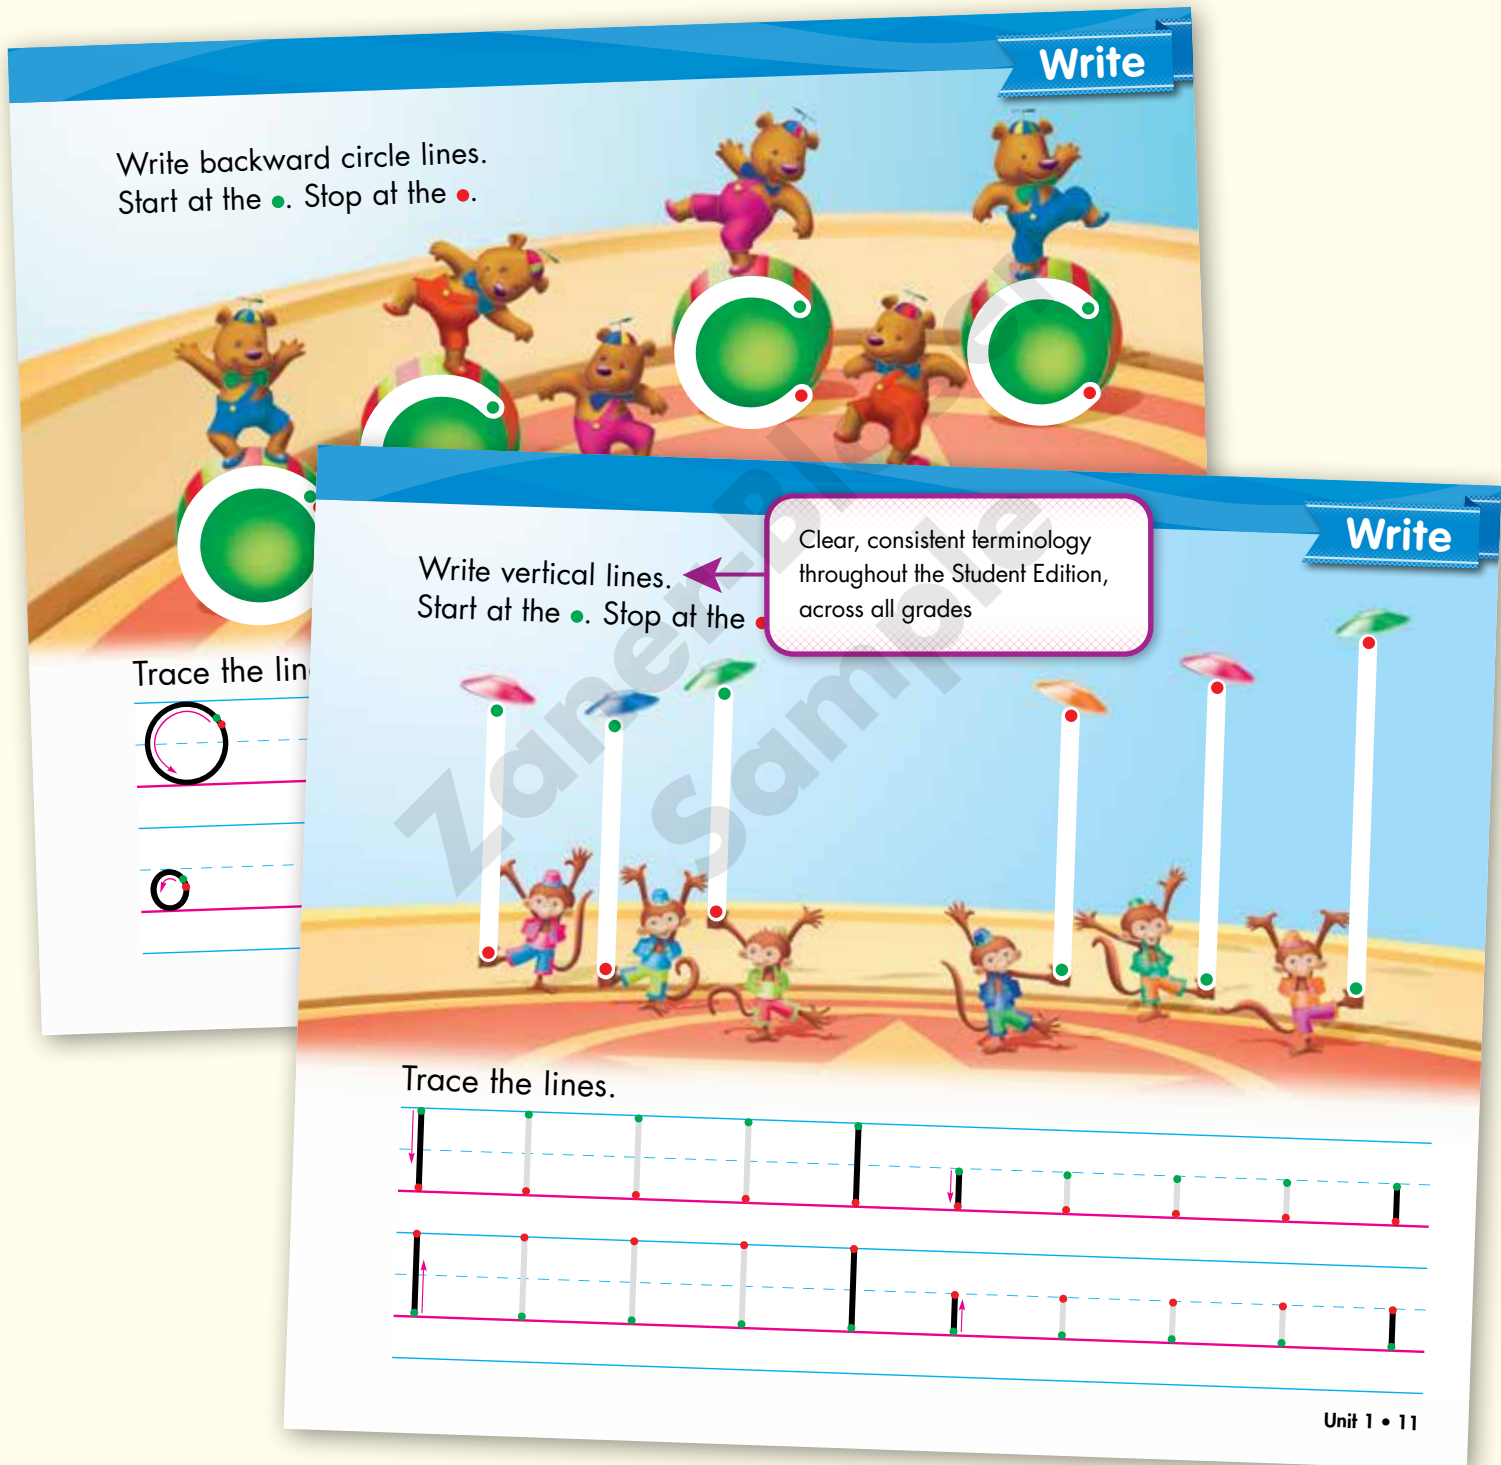 Write
Write backward circle lines.
Start at the ●. Stop at the ●.
Trace the
Write
Write vertical lines.
Start at the ●. Stop at the
Clear, consistent terminology
throughout the Student Edition,
across all grades
Trace the lines.
Unit 1 • 11
Zaner-Bloser
Sample